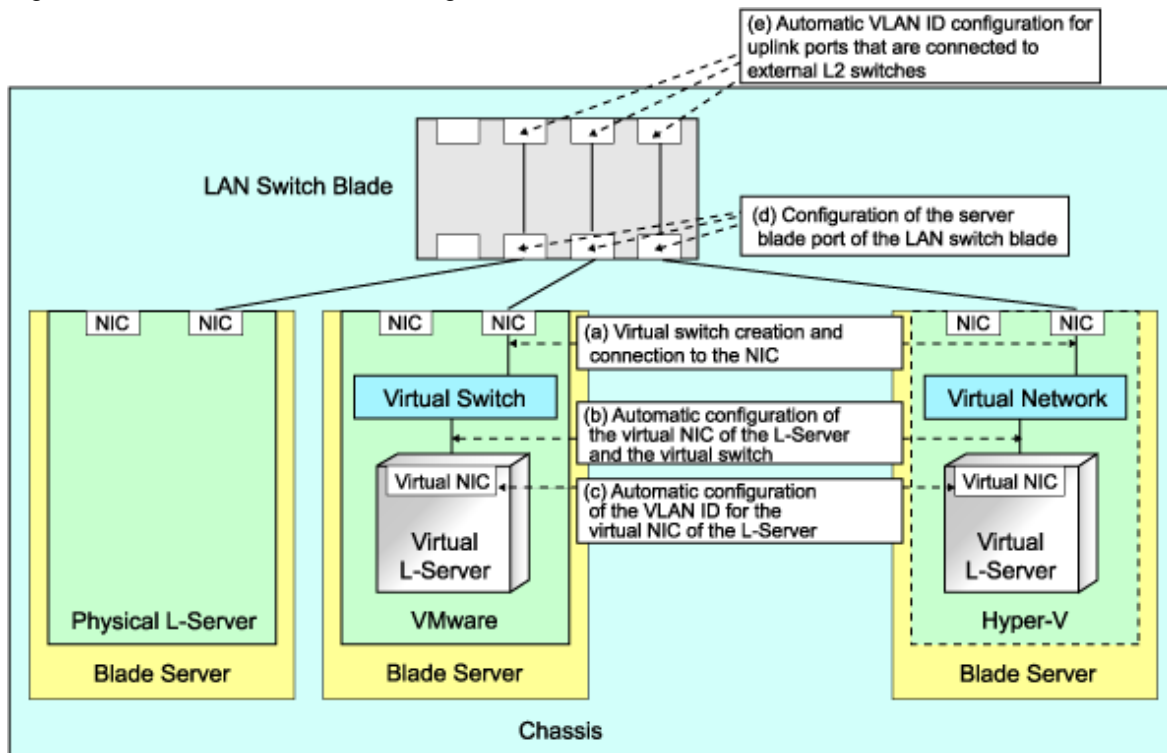 (e) Automatic VLAN ID configuration for
uplink ports that are connected to
external L2 switches
LAN Switch Blade
(d) Configuration of the server
blade port of the LAN switch blade
NIC
NIC
NIC
NIC
NIC
NIC
(a) Virtual switch creation and
connection to the NIC
Virtual Switch
Virtual Network
(b) Automatic configuration of
the virtual NIC of the L-Server
and the virtual switch
Virtual NIC
Virtual NIC
(c) Automatic configuration
of the VLAN ID for the
virtual NIC of the L-Server
Virtual
L-Server
Virtual
L-Server
Physical L-Server
VMware
Hyper-V
Blade Server
Blade Server
Blade Server
Chassis